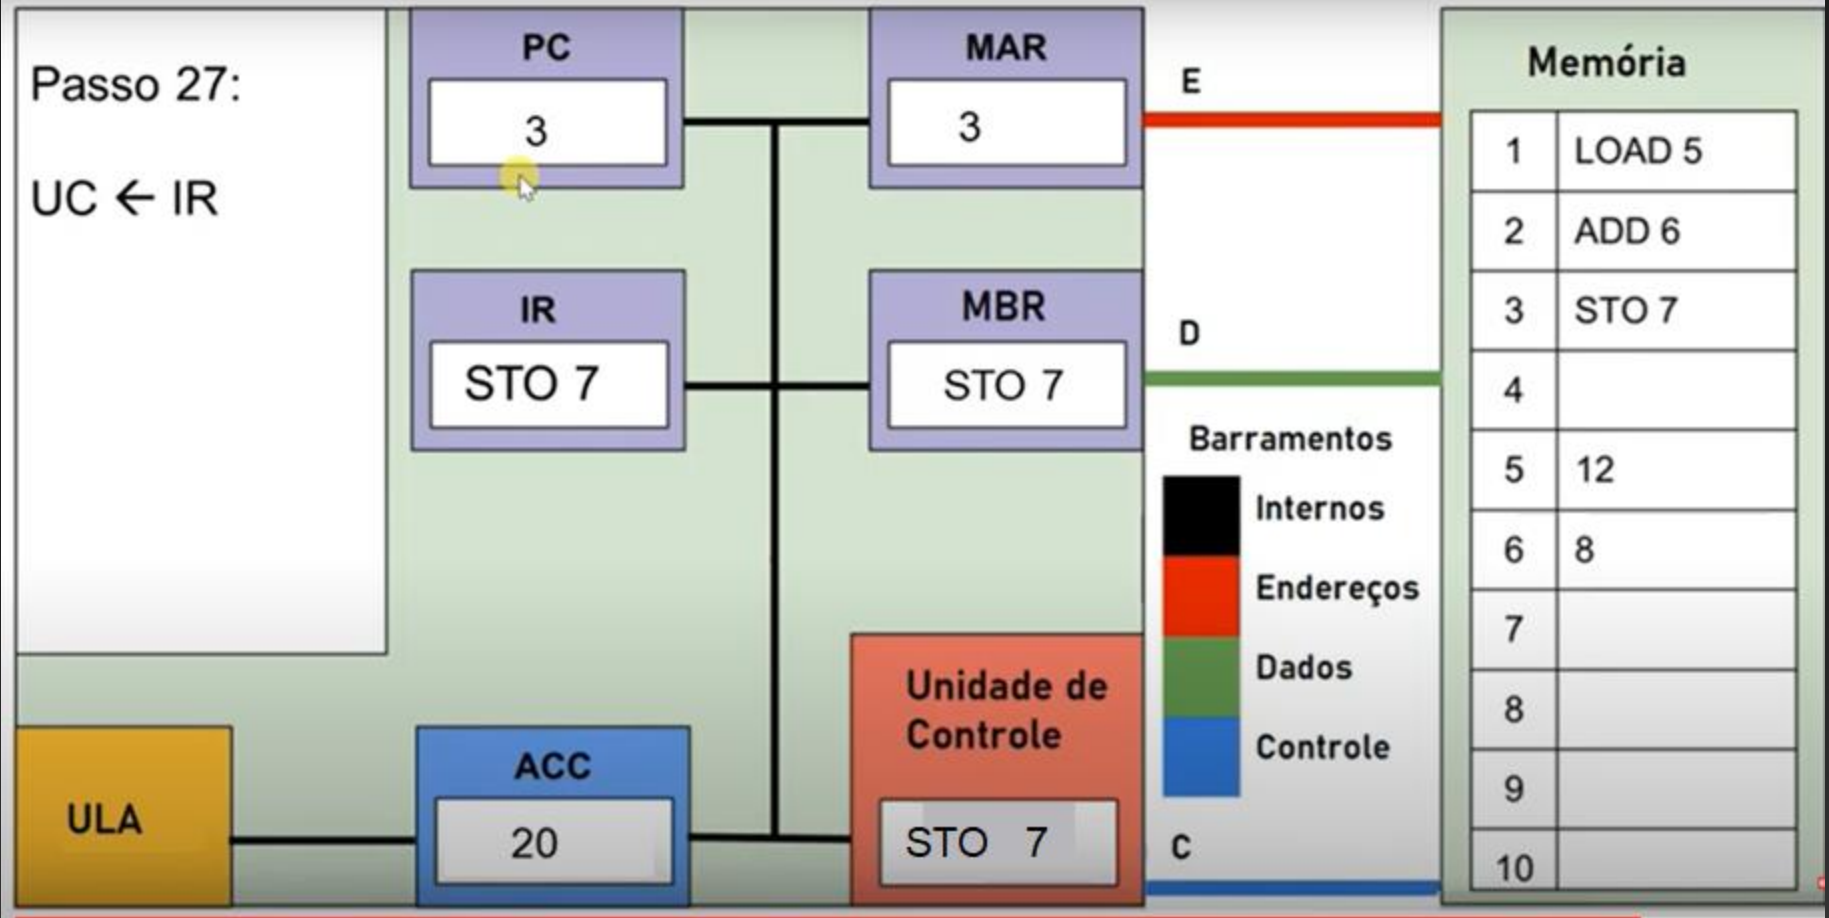 Passo 27:
UC ← IR
PC
3
MAR
3
IR
STO 7
MBR
STO 7
ULA
ACC
20
Unidade de
Controle
STO 7
E
D
Barramentos
Internos
Endereços
Dados
Controle
C
Memória
1 LOAD 5
2 ADD 6
3 STO 7
4
5 12
6 8
7
8
9
10